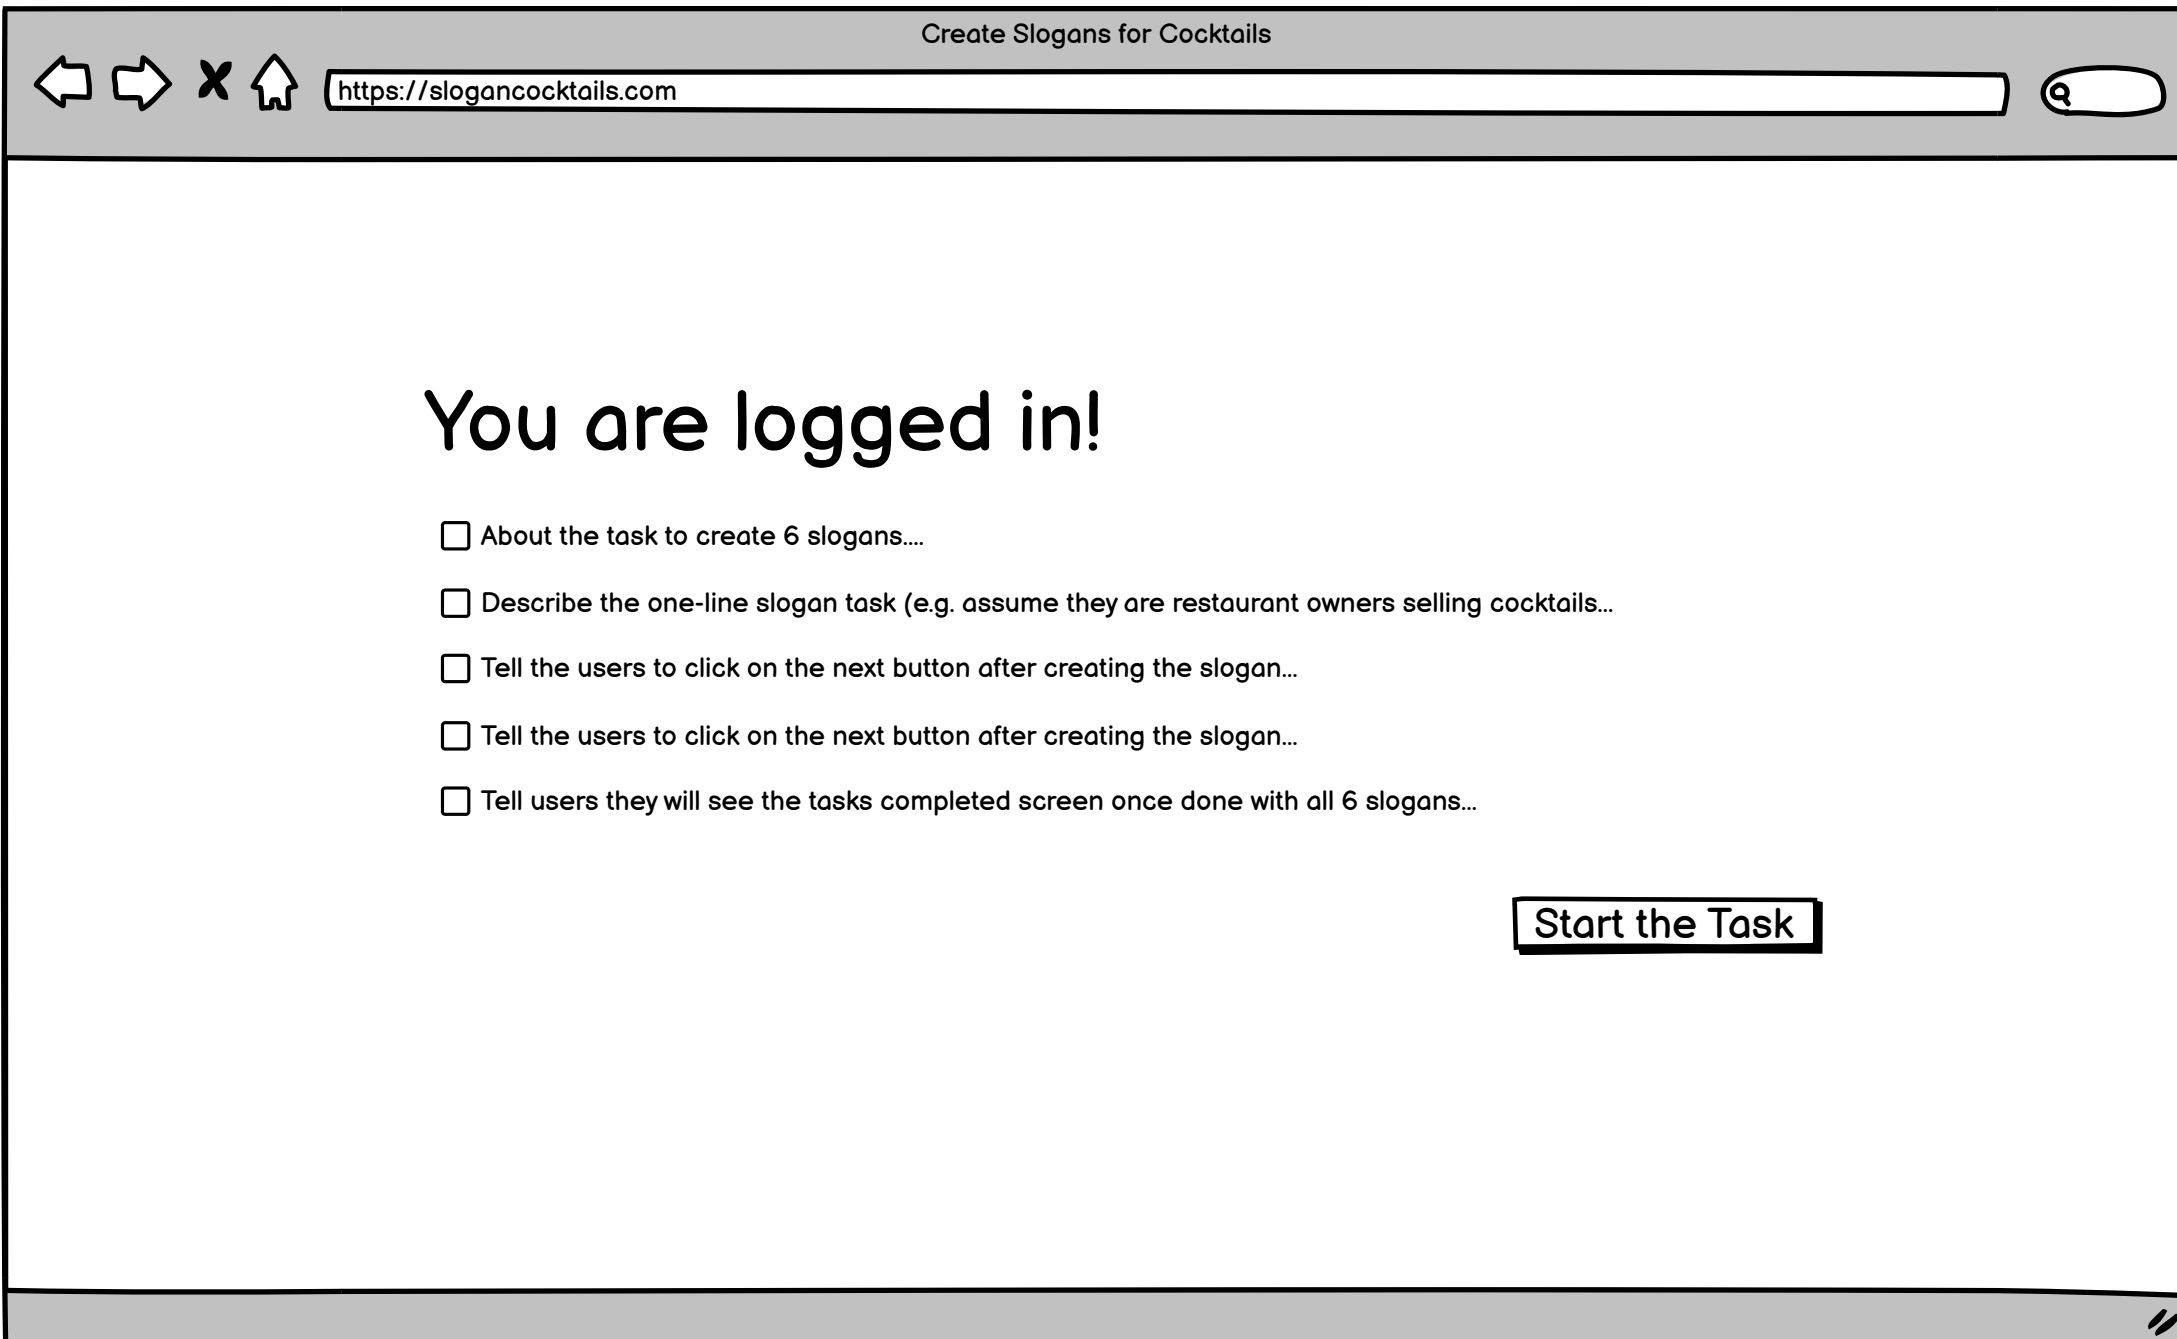 Create Slogans for Cocktails
https://slogancocktails.com
You are logged in!
About the task to create 6 slogans....
Describe the one-line slogan task (e.g. assume they are restaurant owners selling cocktails...
Tell the users to click on the next button after creating the slogan...
Tell the users to click on the next button after creating the slogan...
Tell users they will see the tasks completed screen once done with all 6 slogans...
Start the Task